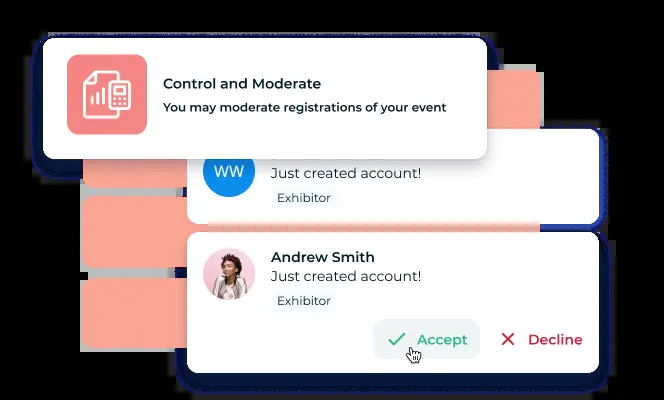 Control and Moderate
You may moderate registrations of your event
WW
Just created account!
Exhibitor
Andrew Smith
Just created account!
Exhibitor
Accept
Decline